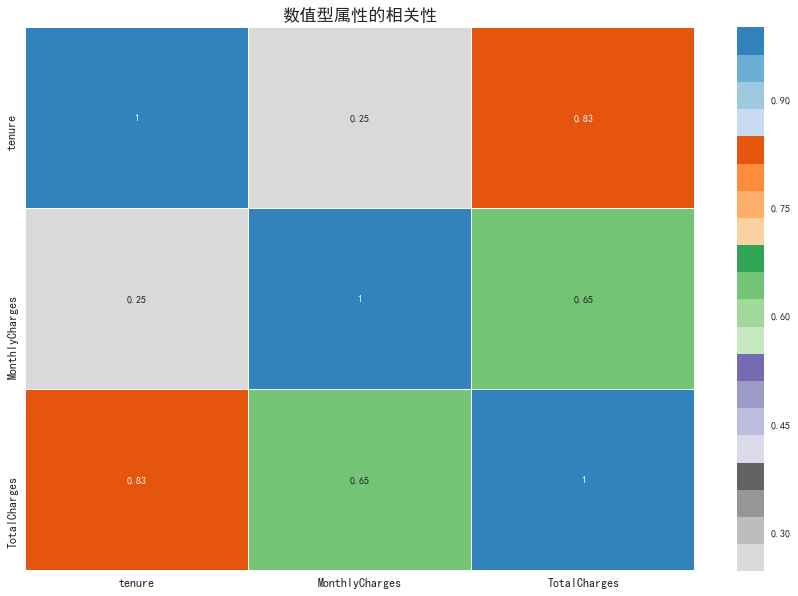 数值型属性的相关性
tenure
1
0.25
0.83
MonthlyCharges
0.25
1
0.65
TotalCharges
0.83
0.65
1
tenure
MonthlyCharges
TotalCharges
0.90
0.75
0.60
0.45
0.30